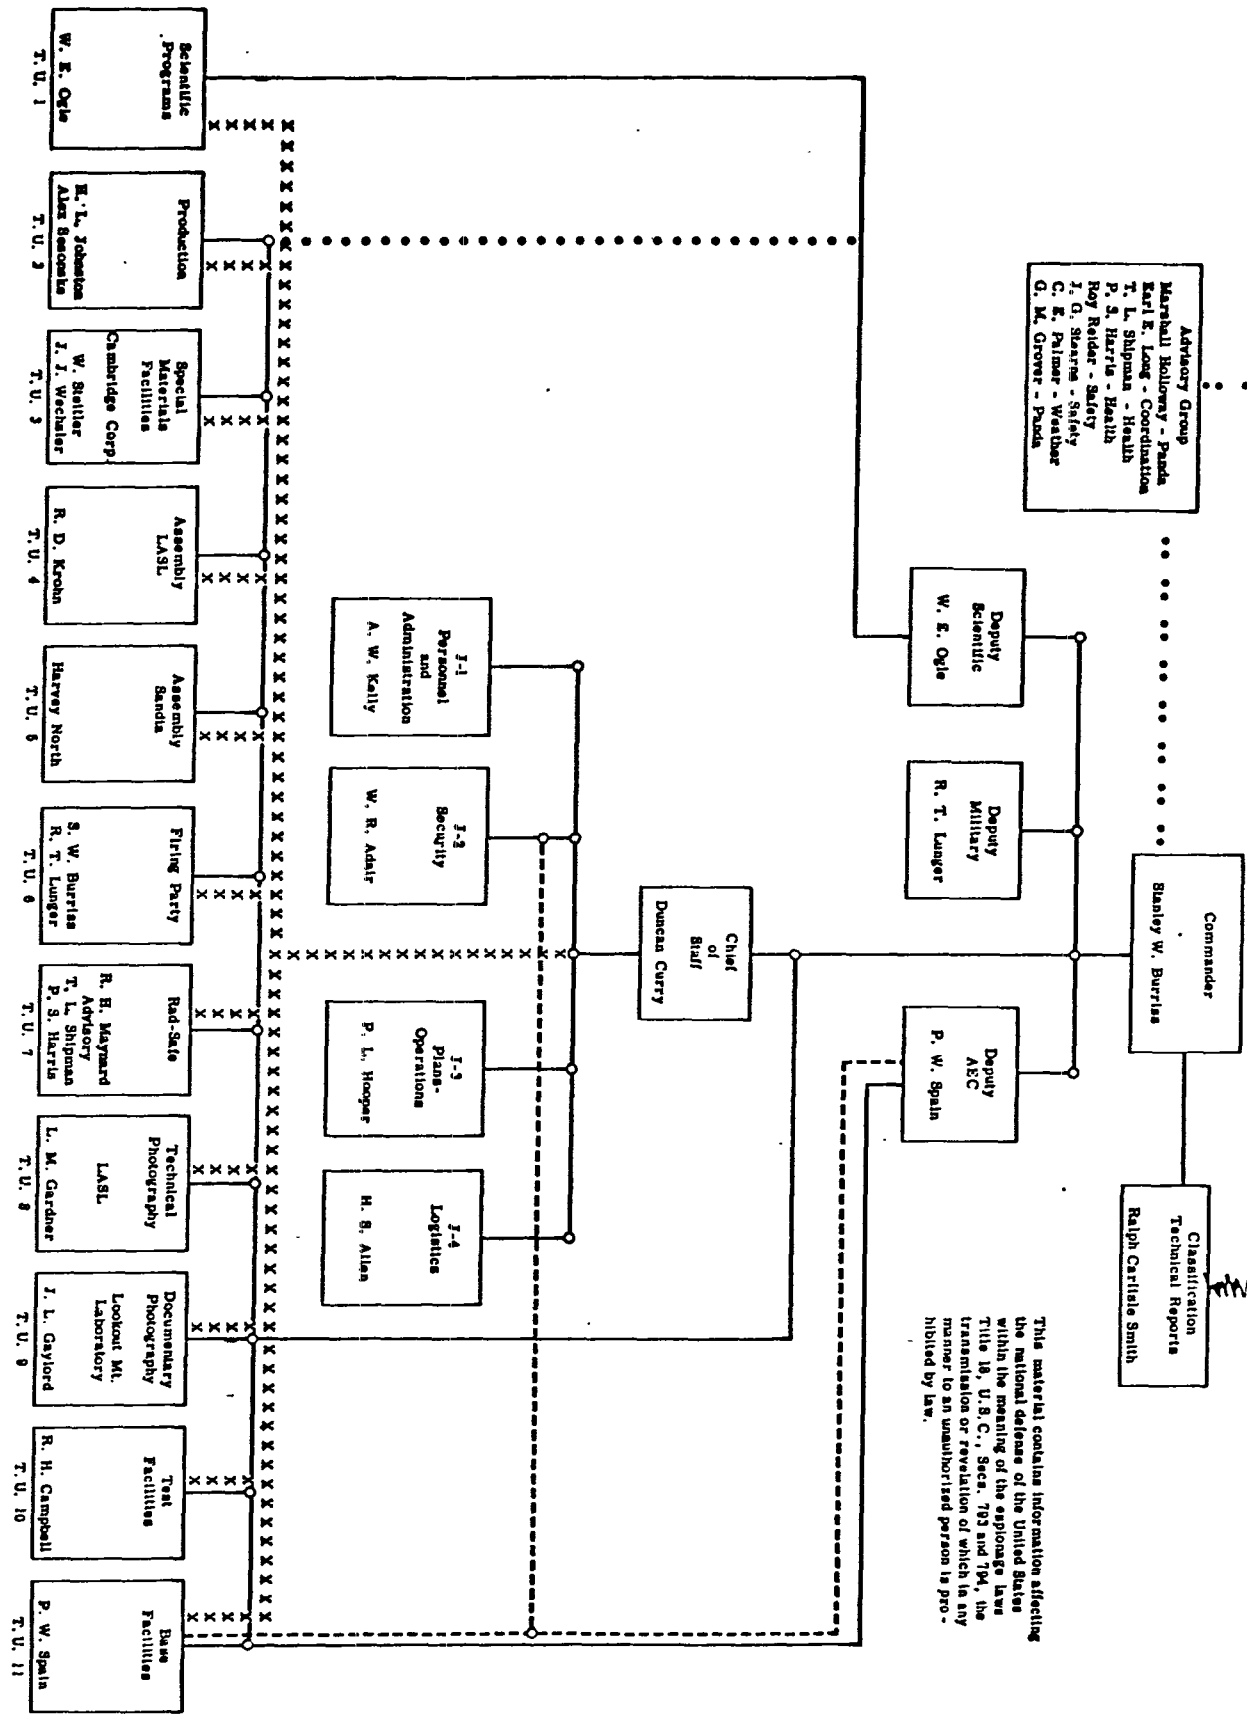 Commander
Stanley W. Burriss
Classification
Technical Reports
Ralph Carlisle Smith
Advisory Group
Marshall Holloway - Panda
Earl E. Long - Coordination
T. L. Shipman - Health
P. S. Harris - Health
Roy Reider - Safety
J. G. Stearns - Safety
C. E. Palmer - Weather
G. M. Grover - Panda
This material contains information affecting
the national defense of the United States
within the meaning of the espionage laws
Title 18, U.S.C., Secs. 793 and 794, the
transmission or revelation of which in any
manner to an unauthorized person is pro-
hibited by law.
Deputy
Scientific
W. E. Ogle
Deputy
Military
R. T. Lunger
Deputy
AEC
P. W. Spain
Chief
of
Staff
Duncan Curry
J-1
Personnel
and
Administration
A. W. Kelly
J-2
Security
W. R. Adair
J-3
Plans-
Operations
P. L. Hooper
J-4
Logistics
H. S. Allen
Scientific
Programs
W. E. Ogle
T. U. 1
Production
H. L. Johnston
Alex Sesonske
T. U. 2
Special
Materials
Facilities
Cambridge Corp.
W. Steitler
J. J. Wechsler
T. U. 3
Assembly
LASL
R. D. Krohn
T. U. 4
Assembly
Sandia
Harvey North
T. U. 5
Firing Party
S. W. Burriss
R. T. Lunger
T. U. 6
Rad-Safe
R. H. Maynard
Advisory
T. L. Shipman
P. S. Harris
T. U. 7
Technical
Photography
LASL
L. M. Gardner
T. U. 8
Documentary
Photography
Lookout Mt.
Laboratory
J. L. Gaylord
T. U. 9
Test
Facilities
R. H. Campbell
T. U. 10
Base
Facilities
P. W. Spain
T. U. 11